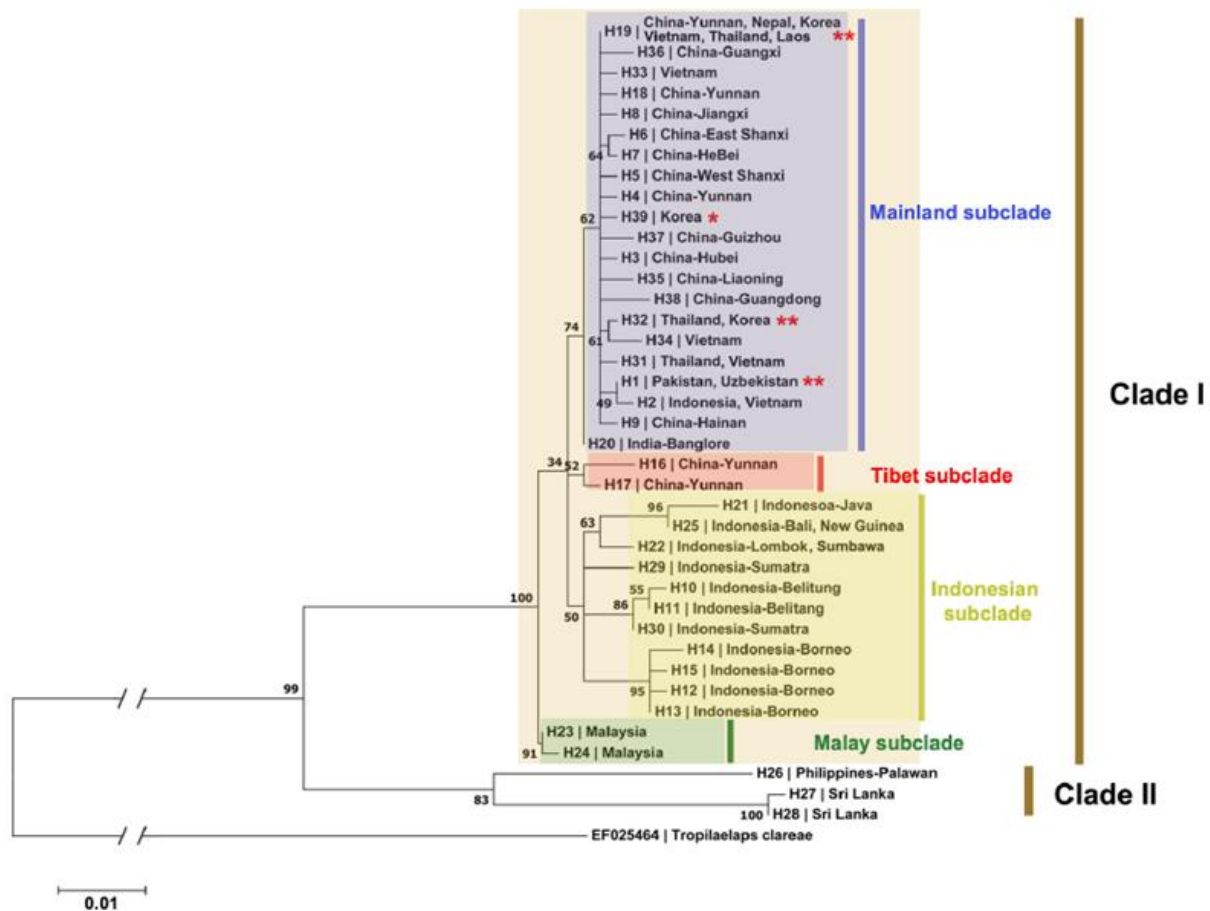 China-Yunnan, Nepal, Korea
H19 | Vietnam, Thailand, Laos **
H36 | China-Guangxi
H33 | Vietnam
H18 | China-Yunnan
H8 | China-Jiangxi
H6 | China-East Shanxi
64
H7 | China-HeBei
H5 | China-West Shanxi
H4 | China-Yunnan
Mainland subclade
62
H39 | Korea *
H37 | China-Guizhou
H3 | China-Hubei
H35 | China-Liaoning
H38 | China-Guangdong
74
H32 | Thailand, Korea **
61
H34 | Vietnam
H31 | Thailand, Vietnam
H1 | Pakistan, Uzbekistan **
Clade I
49
H2 | Indonesia, Vietnam
H9 | China-Hainan
H20 | India-Banglore
34
52
H16 | China-Yunnan
Tibet subclade
H17 | China-Yunnan
96
H21 | Indonesoa-Java
63
H25 | Indonesia-Bali, New Guinea
H22 | Indonesia-Lombok, Sumbawa
H29 | Indonesia-Sumatra
55
H10 | Indonesia-Belitung
Indonesian
subclade
100
50
86
H11 | Indonesia-Belitang
H30 | Indonesia-Sumatra
H14 | Indonesia-Borneo
H15 | Indonesia-Borneo
99
95
H12 | Indonesia-Borneo
H13 | Indonesia-Borneo
H23 | Malaysia
Malay subclade
91
H24 | Malaysia
H26 | Philippines-Palawan
83
H27 | Sri Lanka
Clade II
100
H28 | Sri Lanka
EF025464 | Tropilaelaps clareae
0.01